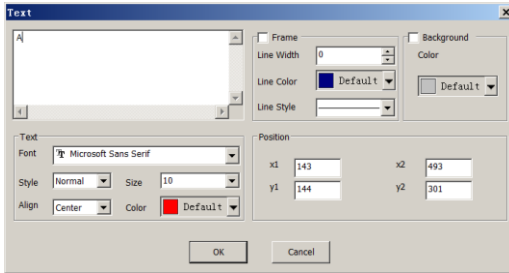 Text
A
Frame
Line Width 0
Line Color Default
Line Style
Background
Color
Default
Text
Font Microsoft Sans Serif
Style Normal Size 10
Align Center Color Default
Position
x1 143 x2 493
y1 144 y2 301
OK Cancel